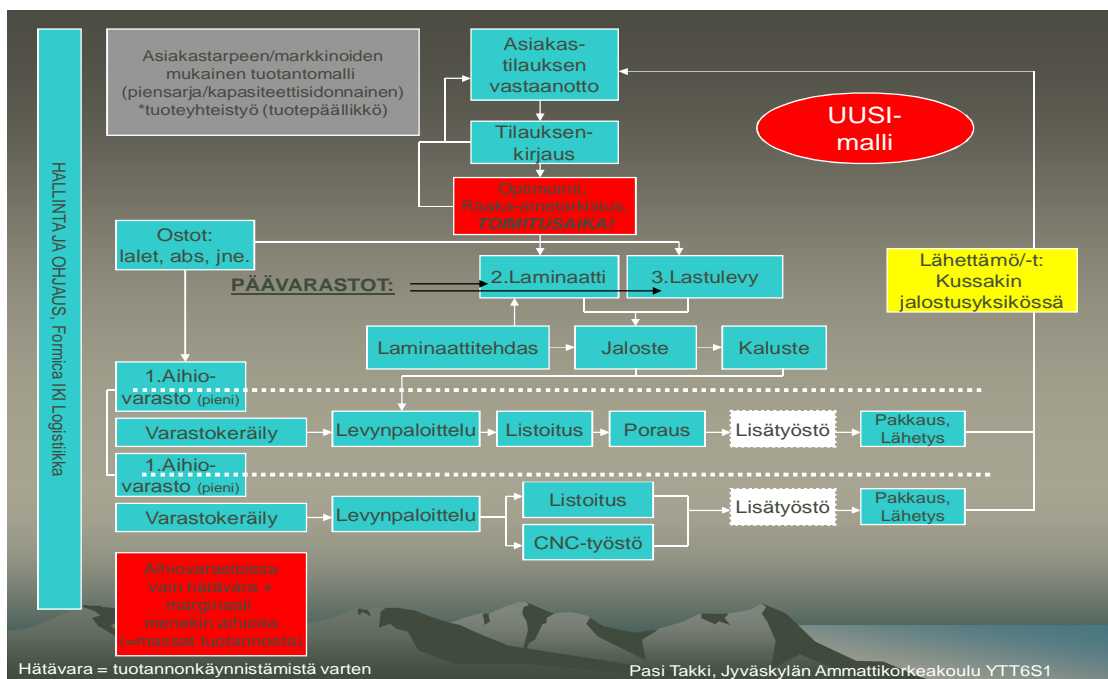 HALLINTA JA OHJAUS, Formica IKI Logistiikka
Asiakastarpeen/markkinoiden
mukainen tuotantomalli
(piensarja/kapasiteettisidonnainen)
*tuoteyhteistyö (tuotepäällikkö)
Asiakas-
tilauksen
vastaanotto
UUSI-
malli
Tilauksen-
kirjaus
Optimointi,
Raaka-ainetarkistus,
TOIMITUSAIKA!
Ostot:
lalet, abs, jne.
PÄÄVARASTOT:
2.Laminaatti
3.Lastulevy
Lähettämö/-t:
Kussakin
jalostusyksikössä
Laminaattitehdas
Jaloste
Kaluste
1.Aihio-
varasto (pieni)
Varastokeräily
Levynpaloittelu
Listoitus
Poraus
Lisätyöstö
Pakkaus,
Lähetys
1.Aihio-
varasto (pieni)
Varastokeräily
Levynpaloittelu
Listoitus
CNC-työstö
Lisätyöstö
Pakkaus,
Lähetys
Aihiovarastoissa
vain hätävara +
marginaali
menekin aihioita
(=massat tuotannosta)
Hätävara = tuotannonkäynnistämistä varten
Pasi Takki, Jyväskylän Ammattikorkeakoulu YTT6S1